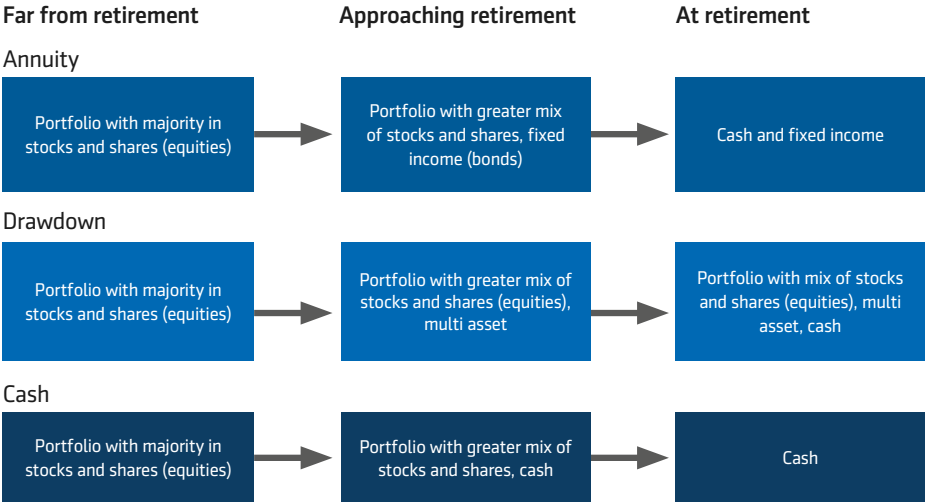 Far from retirement
Approaching retirement
At retirement
Annuity
Portfolio with majority in
stocks and shares (equities)
Portfolio with greater mix
of stocks and shares, fixed
income (bonds)
Cash and fixed income
Drawdown
Portfolio with majority in
stocks and shares (equities)
Portfolio with greater mix of
stocks and shares (equities),
multi asset
Portfolio with mix of stocks
and shares (equities), multi
asset, cash
Cash
Portfolio with majority in
stocks and shares (equities)
Portfolio with greater mix of
stocks and shares, cash
Cash